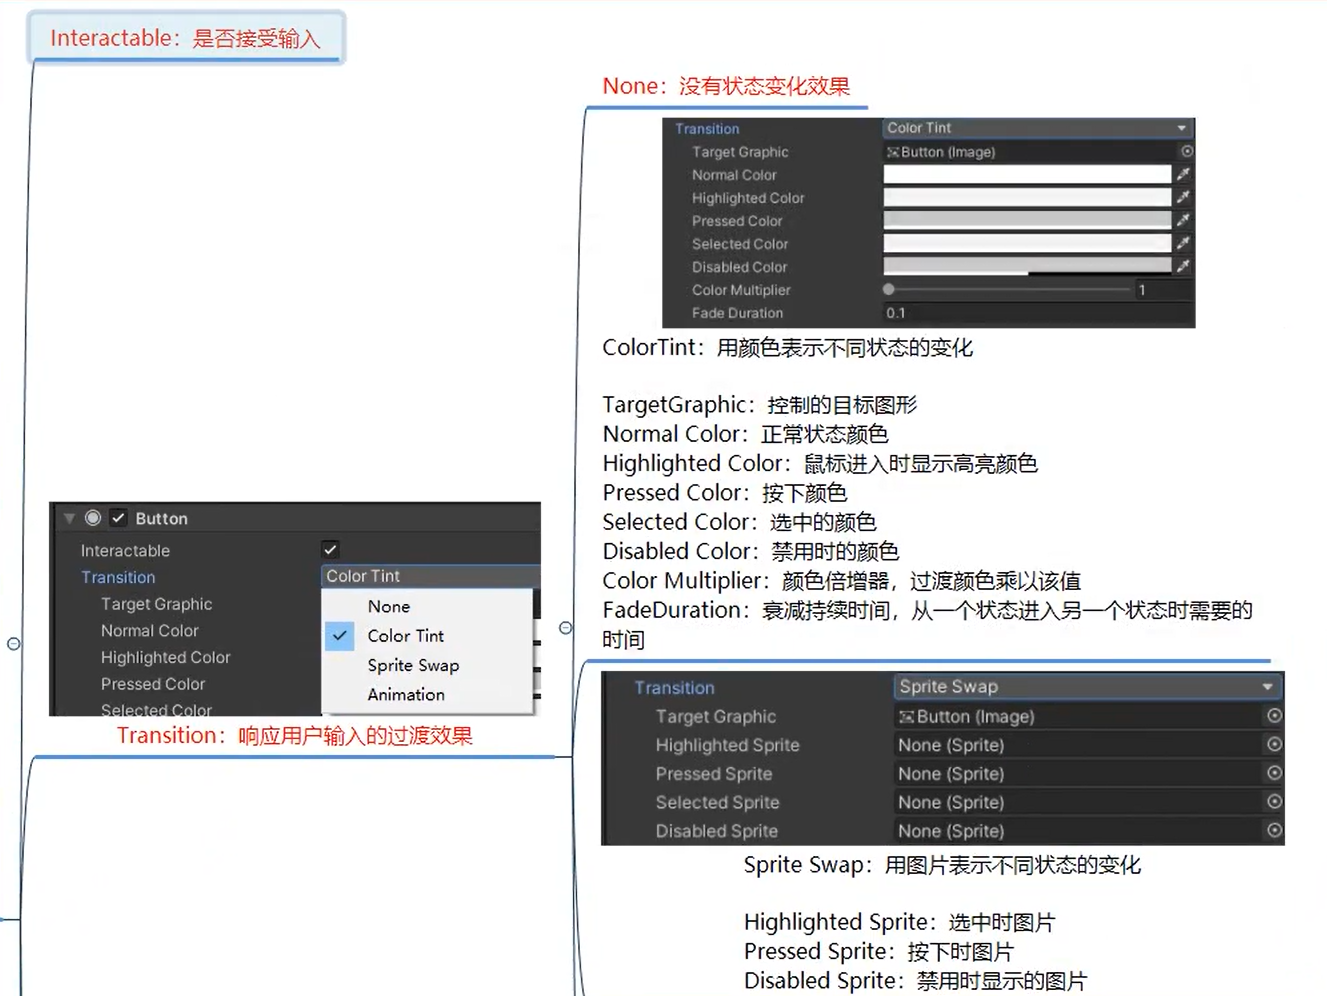 Interactable：是否接受输入
None：没有状态变化效果
Transition Color Tint
Target Graphic Button (Image)
Normal Color
Highlighted Color
Pressed Color
Selected Color
Disabled Color
Color Multiplier 1
Fade Duration 0.1
ColorTint：用颜色表示不同状态的变化
TargetGraphic：控制的目标图形
Normal Color：正常状态颜色
Highlighted Color：鼠标进入时显示高亮颜色
Pressed Color：按下颜色
Selected Color：选中的颜色
Disabled Color：禁用时的颜色
Color Multiplier：颜色倍增器，过渡颜色乘以该值
FadeDuration：衰减持续时间，从一个状态进入另一个状态时需要的
时间
Button
Interactable
Transition Color Tint
Target Graphic None
Normal Color Color Tint
Highlighted Color Sprite Swap
Pressed Color Animation
Selected Color
Transition：响应用户输入的过渡效果
Transition Sprite Swap
Target Graphic Button (Image)
Highlighted Sprite None (Sprite)
Pressed Sprite None (Sprite)
Selected Sprite None (Sprite)
Disabled Sprite None (Sprite)
Sprite Swap：用图片表示不同状态的变化
Highlighted Sprite：选中时图片
Pressed Sprite：按下时图片
Disabled Sprite：禁用时显示的图片